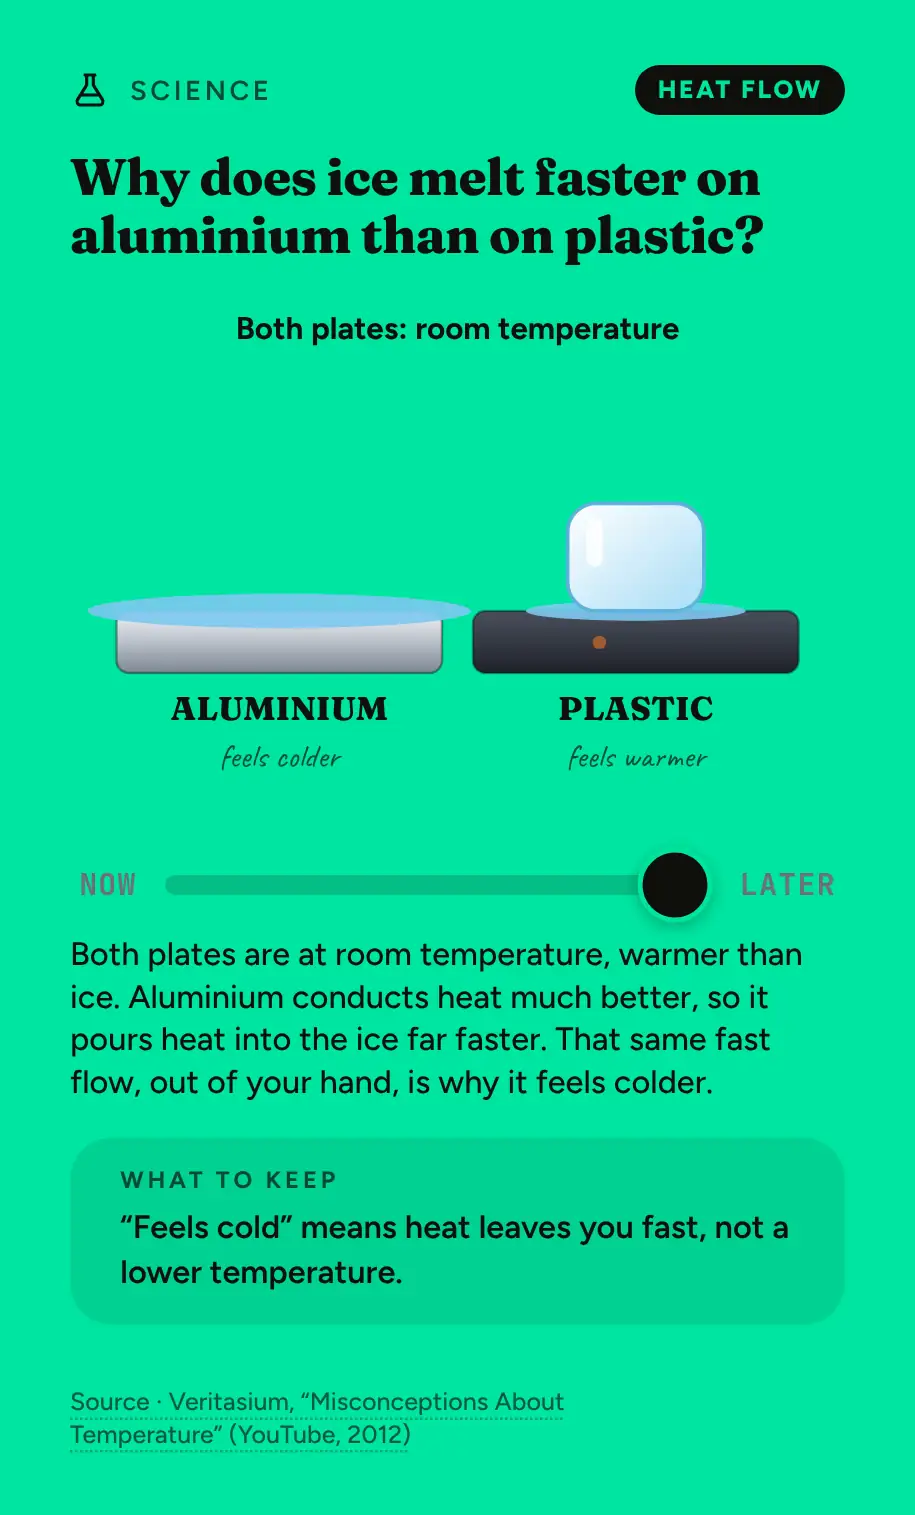 SCIENCE
HEAT FLOW
Why does ice melt faster on
aluminium than on plastic?
Both plates: room temperature
ALUMINIUM
feels colder
PLASTIC
feels warmer
NOW
LATER
Both plates are at room temperature, warmer than
ice. Aluminium conducts heat much better, so it
pours heat into the ice far faster. That same fast
flow, out of your hand, is why it feels colder.
WHAT TO KEEP
“Feels cold” means heat leaves you fast, not a
lower temperature.
Source · Veritasium, “Misconceptions About
Temperature” (YouTube, 2012)